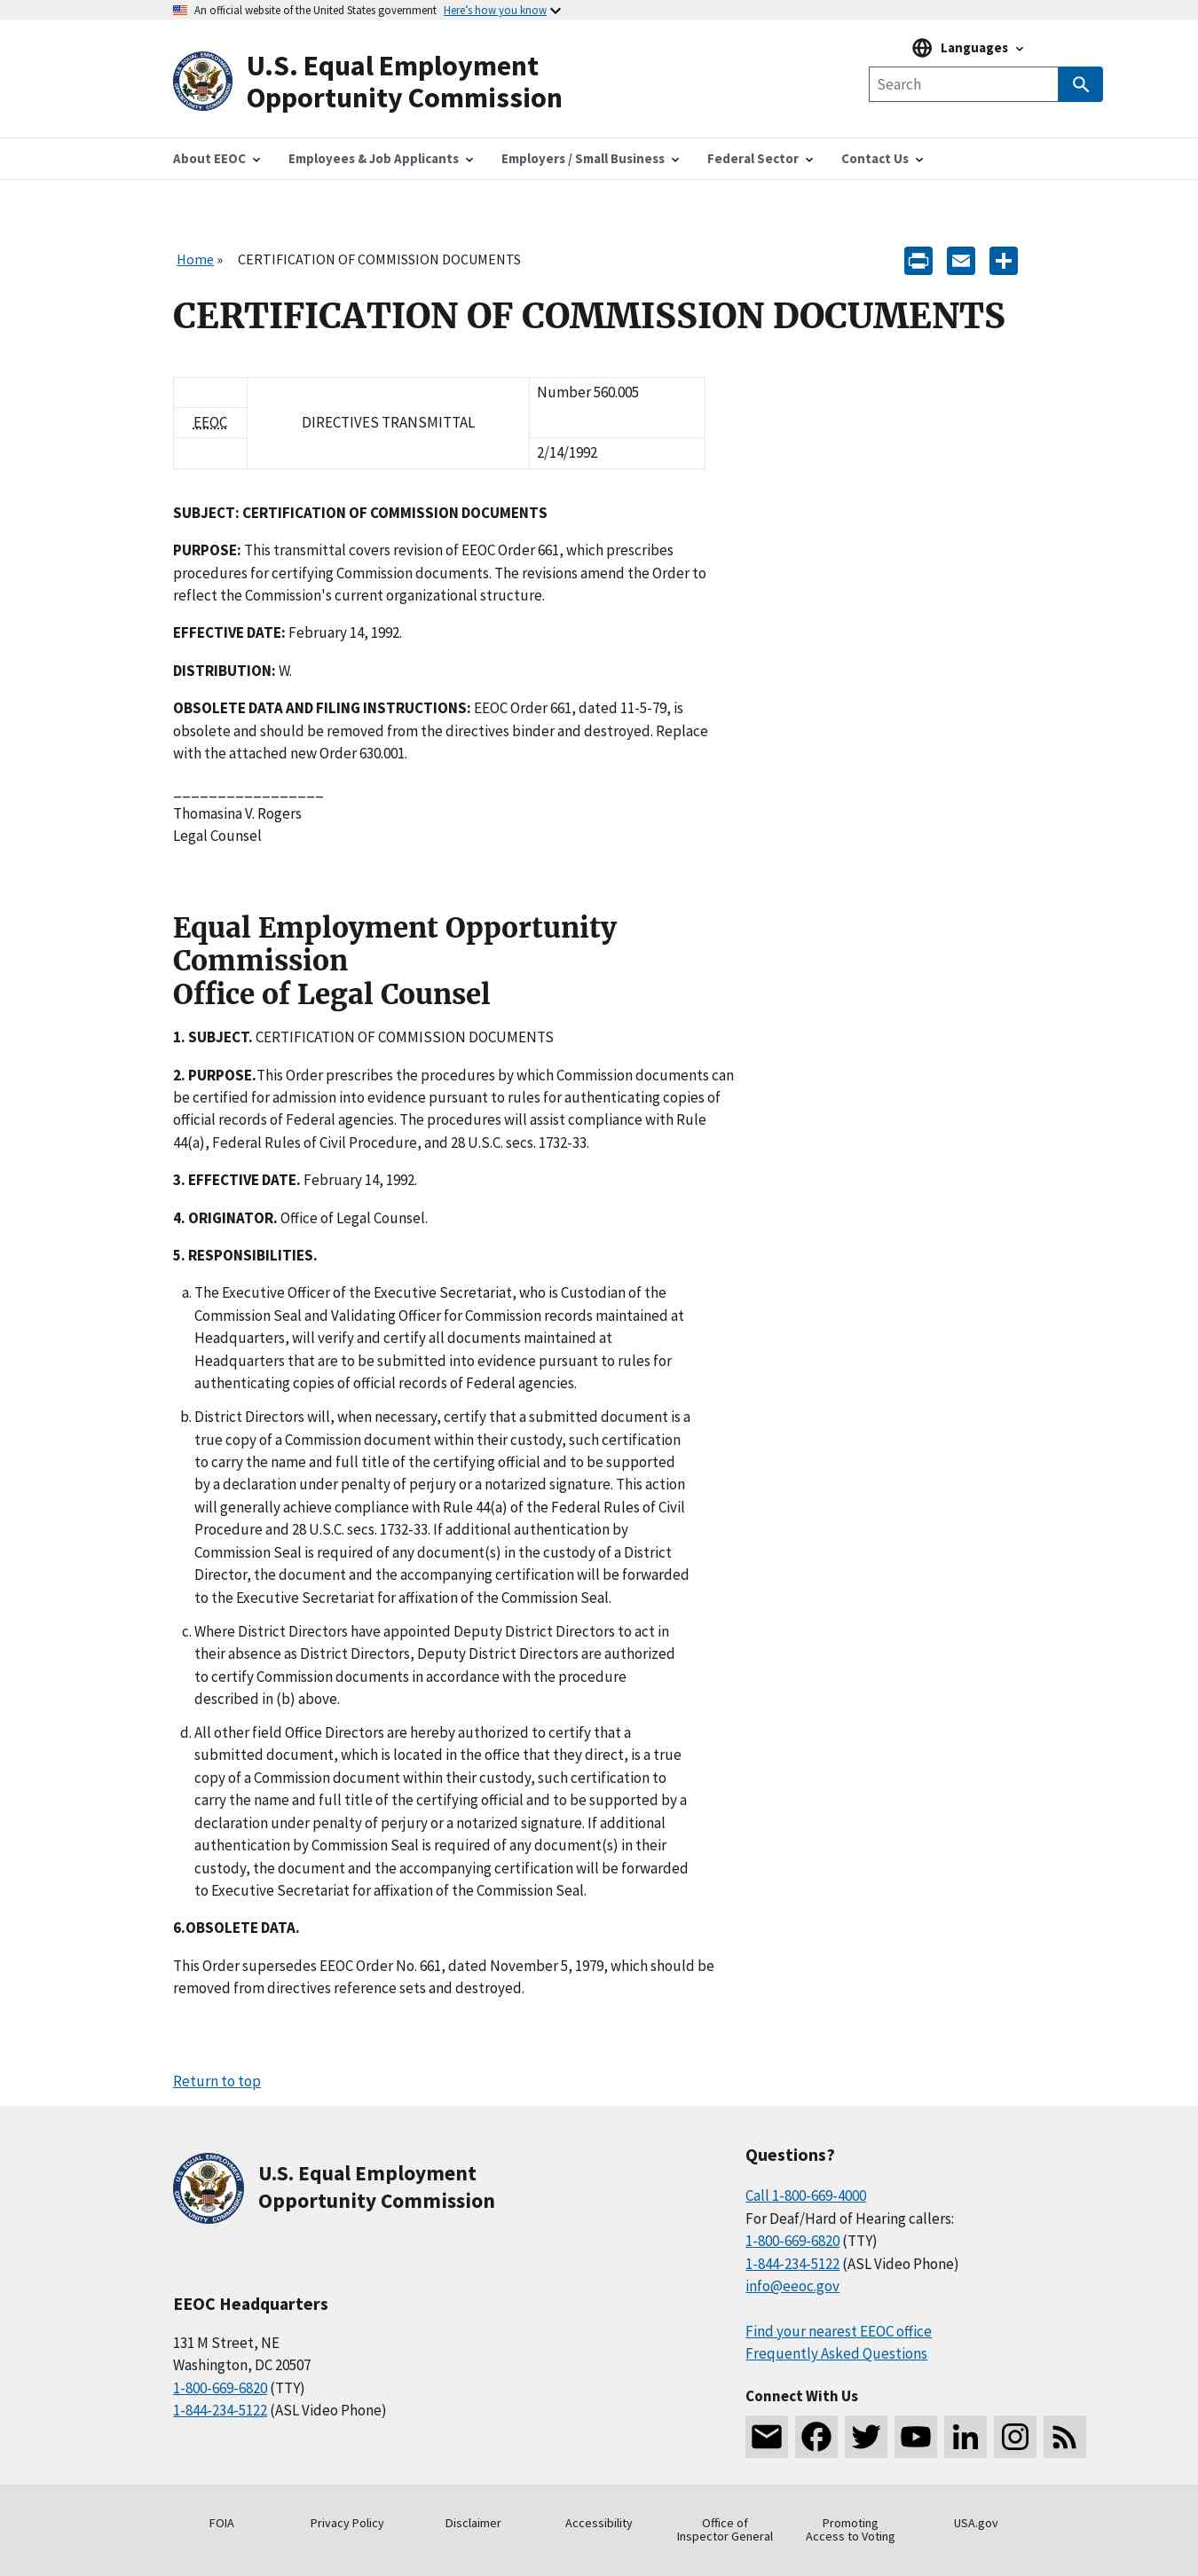 An official website of the United States government Here's how you know
U.S. Equal Employment
Opportunity Commission
Languages
Search
About EEOC
Employees & Job Applicants
Employers / Small Business
Federal Sector
Contact Us
Home » CERTIFICATION OF COMMISSION DOCUMENTS
CERTIFICATION OF COMMISSION DOCUMENTS
Number 560.005
EEOC
DIRECTIVES TRANSMITTAL
2/14/1992
SUBJECT: CERTIFICATION OF COMMISSION DOCUMENTS
PURPOSE: This transmittal covers revision of EEOC Order 661, which prescribes
procedures for certifying Commission documents. The revisions amend the Order to
reflect the Commission's current organizational structure.
EFFECTIVE DATE: February 14, 1992.
DISTRIBUTION: W.
OBSOLETE DATA AND FILING INSTRUCTIONS: EEOC Order 661, dated 11-5-79, is
obsolete and should be removed from the directives binder and destroyed. Replace
with the attached new Order 630.001.
_________________
Thomasina V. Rogers
Legal Counsel
Equal Employment Opportunity
Commission
Office of Legal Counsel
1. SUBJECT. CERTIFICATION OF COMMISSION DOCUMENTS
2. PURPOSE.This Order prescribes the procedures by which Commission documents can
be certified for admission into evidence pursuant to rules for authenticating copies of
official records of Federal agencies. The procedures will assist compliance with Rule
44(a), Federal Rules of Civil Procedure, and 28 U.S.C. secs. 1732-33.
3. EFFECTIVE DATE. February 14, 1992.
4. ORIGINATOR. Office of Legal Counsel.
5. RESPONSIBILITIES.
a. The Executive Officer of the Executive Secretariat, who is Custodian of the
Commission Seal and Validating Officer for Commission records maintained at
Headquarters, will verify and certify all documents maintained at
Headquarters that are to be submitted into evidence pursuant to rules for
authenticating copies of official records of Federal agencies.
b. District Directors will, when necessary, certify that a submitted document is a
true copy of a Commission document within their custody, such certification
to carry the name and full title of the certifying official and to be supported
by a declaration under penalty of perjury or a notarized signature. This action
will generally achieve compliance with Rule 44(a) of the Federal Rules of Civil
Procedure and 28 U.S.C. secs. 1732-33. If additional authentication by
Commission Seal is required of any document(s) in the custody of a District
Director, the document and the accompanying certification will be forwarded
to the Executive Secretariat for affixation of the Commission Seal.
c. Where District Directors have appointed Deputy District Directors to act in
their absence as District Directors, Deputy District Directors are authorized
to certify Commission documents in accordance with the procedure
described in (b) above.
d. All other field Office Directors are hereby authorized to certify that a
submitted document, which is located in the office that they direct, is a true
copy of a Commission document within their custody, such certification to
carry the name and full title of the certifying official and to be supported by a
declaration under penalty of perjury or a notarized signature. If additional
authentication by Commission Seal is required of any document(s) in their
custody, the document and the accompanying certification will be forwarded
to Executive Secretariat for affixation of the Commission Seal.
6.OBSOLETE DATA.
This Order supersedes EEOC Order No. 661, dated November 5, 1979, which should be
removed from directives reference sets and destroyed.
Return to top
U.S. Equal Employment
Opportunity Commission
EEOC Headquarters
131 M Street, NE
Washington, DC 20507
1-800-669-6820 (TTY)
1-844-234-5122 (ASL Video Phone)
Questions?
Call 1-800-669-4000
For Deaf/Hard of Hearing callers:
1-800-669-6820 (TTY)
1-844-234-5122 (ASL Video Phone)
info@eeoc.gov
Find your nearest EEOC office
Frequently Asked Questions
Connect With Us
FOIA
Privacy Policy
Disclaimer
Accessibility
Office of
Inspector General
Promoting
Access to Voting
USA.gov